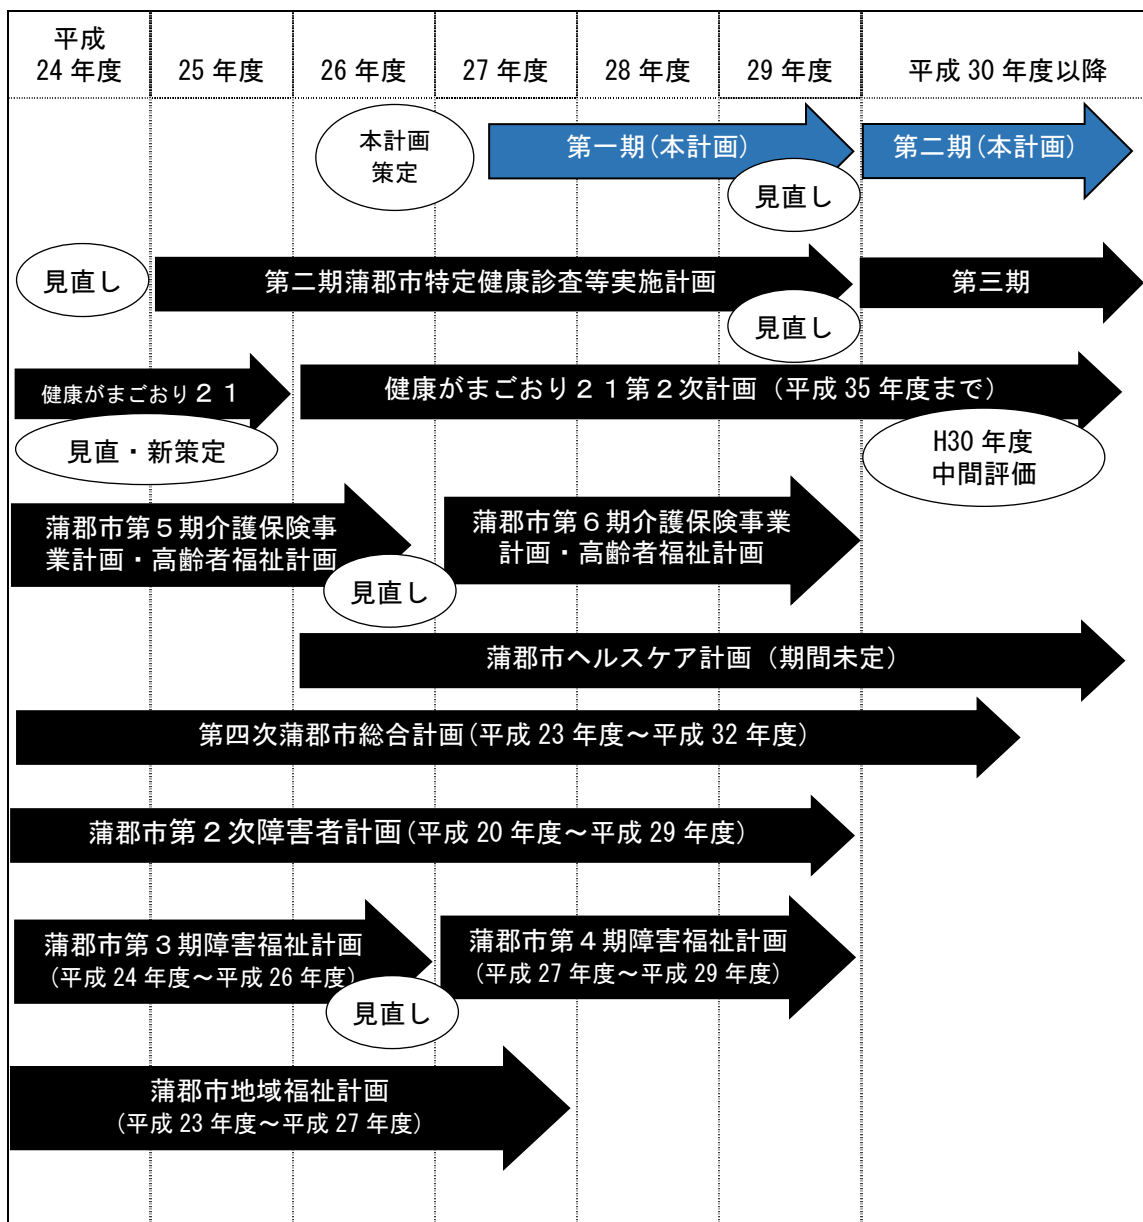 平成
24 年度
25 年度
26 年度
27 年度
28 年度
29 年度
平成 30 年度以降
本計画
策定
第一期(本計画)
第二期(本計画)
見直し
見直し
第二期蒲郡市特定健康診査等実施計画
第三期
見直し
健康がまごおり２１
健康がまごおり２１第２次計画（平成 35 年度まで）
見直・新策定
H30 年度
中間評価
蒲郡市第５期介護保険事
業計画・高齢者福祉計画
蒲郡市第６期介護保険事業
計画・高齢者福祉計画
見直し
蒲郡市ヘルスケア計画（期間未定）
第四次蒲郡市総合計画(平成 23 年度～平成 32 年度)
蒲郡市第２次障害者計画(平成 20 年度～平成 29 年度)
蒲郡市第３期障害福祉計画
(平成 24 年度～平成 26 年度)
蒲郡市第４期障害福祉計画
(平成 27 年度～平成 29 年度)
見直し
蒲郡市地域福祉計画
(平成 23 年度～平成 27 年度)